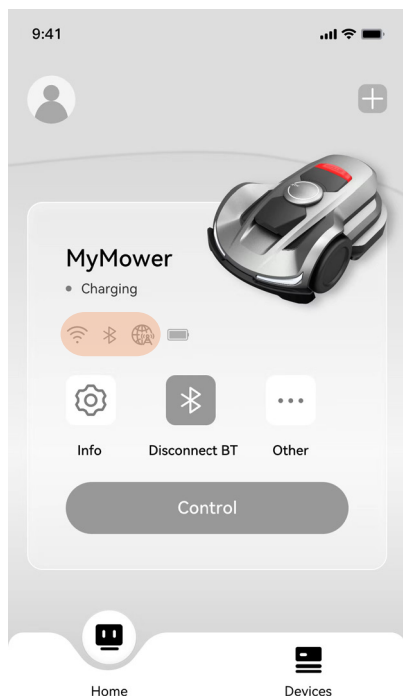 9:41
MyMower
Charging
Info Disconnect BT Other
Control
Home Devices